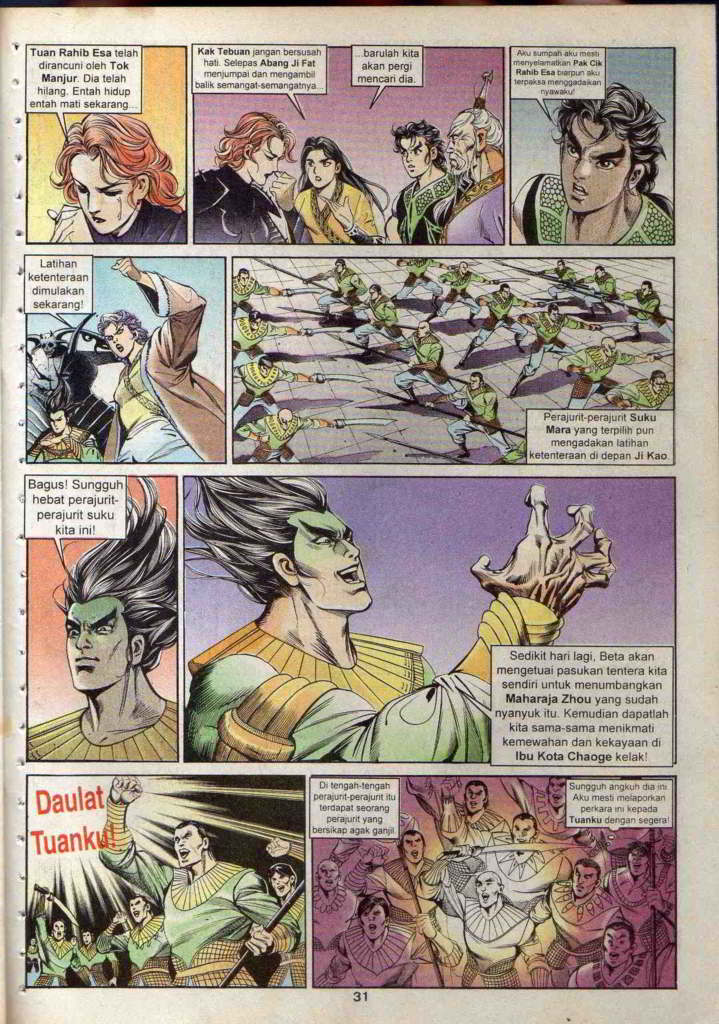 Tuan Rahib Esa telah
dirancuni oleh Tok
Manjur. Dia telah
hilang. Entah hidup
entah mati sekarang...
Kak Tebuan jangan bersusah
hati. Selepas Abang Ji Fat
menjumpai dan mengambil
balik semangat-semangatnya...
...barulah kita
akan pergi
mencari dia.
Aku sumpah aku mesti
menyelamatkan Pak Cik
Rahib Esa biarpun aku
terpaksa menggadaikan
nyawaku!
Latihan
ketenteraan
dimulakan
sekarang!
Perajurit-perajurit Suku
Mara yang terpilih pun
mengadakan latihan
ketenteraan di depan Ji Kao.
Bagus! Sungguh
hebat perajurit-
perajurit suku
kita ini!
Sedikit hari lagi, Beta akan
mengetuai pasukan tentera kita
sendiri untuk menumbangkan
Maharaja Zhou yang sudah
nyanyuk itu. Kemudian dapatlah
kita sama-sama menikmati
kemewahan dan kekayaan di
Ibu Kota Chaoge kelak!
Daulat
Tuanku!
Di tengah-tengah
perajurit-perajurit itu
terdapat seorang
perajurit yang
bersikap agak ganjil.
Sungguh angkuh dia ini.
Aku mesti melaporkan
perkara ini kepada
Tuanku dengan segera!
31